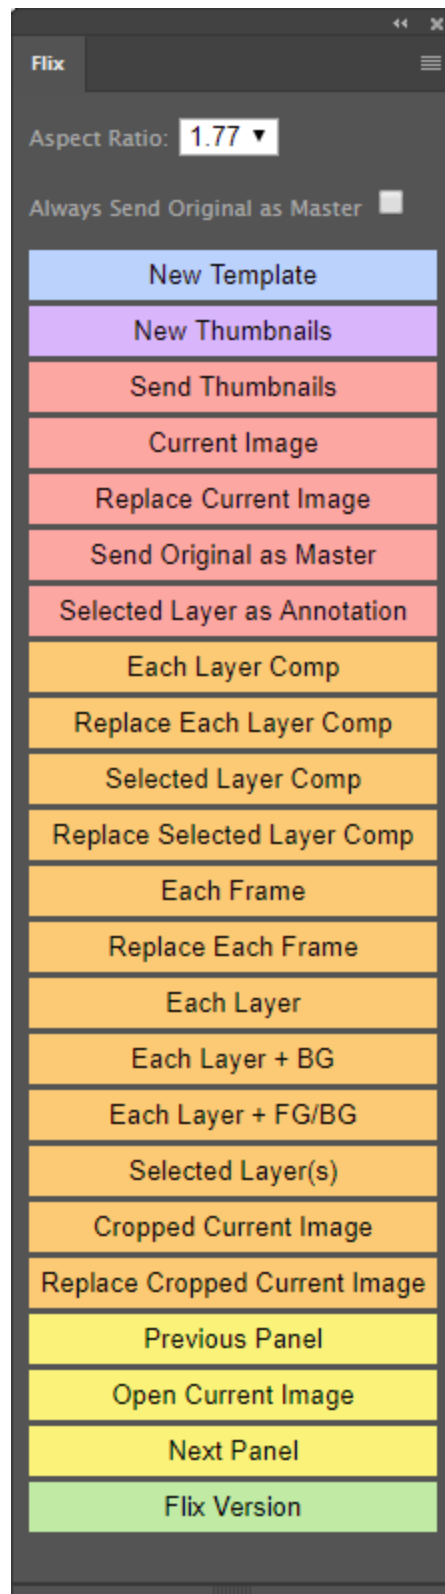 Flix
Aspect Ratio: 1.77
Always Send Original as Master
New Template
New Thumbnails
Send Thumbnails
Current Image
Replace Current Image
Send Original as Master
Selected Layer as Annotation
Each Layer Comp
Replace Each Layer Comp
Selected Layer Comp
Replace Selected Layer Comp
Each Frame
Replace Each Frame
Each Layer
Each Layer + BG
Each Layer + FG/BG
Selected Layer(s)
Cropped Current Image
Replace Cropped Current Image
Previous Panel
Open Current Image
Next Panel
Flix Version